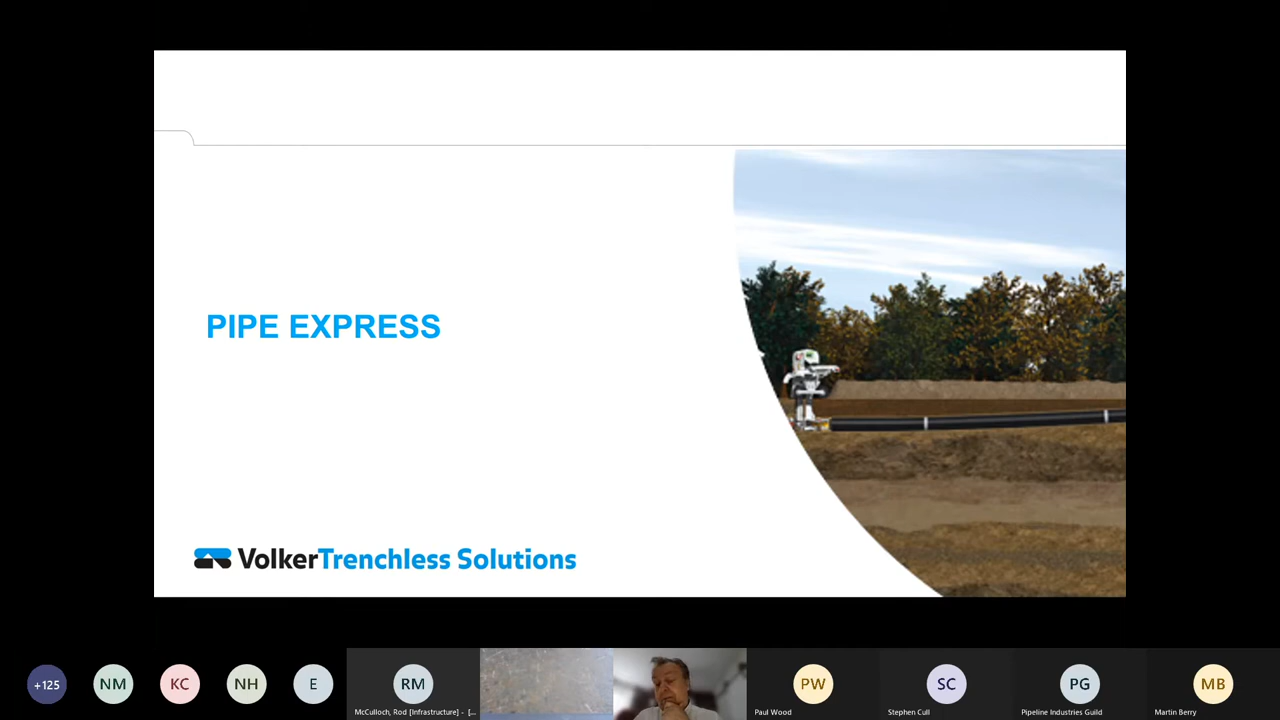 PIPE EXPRESS
VolkerTrenchless Solutions
+125
NM
KC
NH
E
RM
McCulloch, Rod [Infrastructure] - [...
PW
Paul Wood
SC
Stephen Cull
PG
Pipeline Industries Guild
MB
Martin Berry